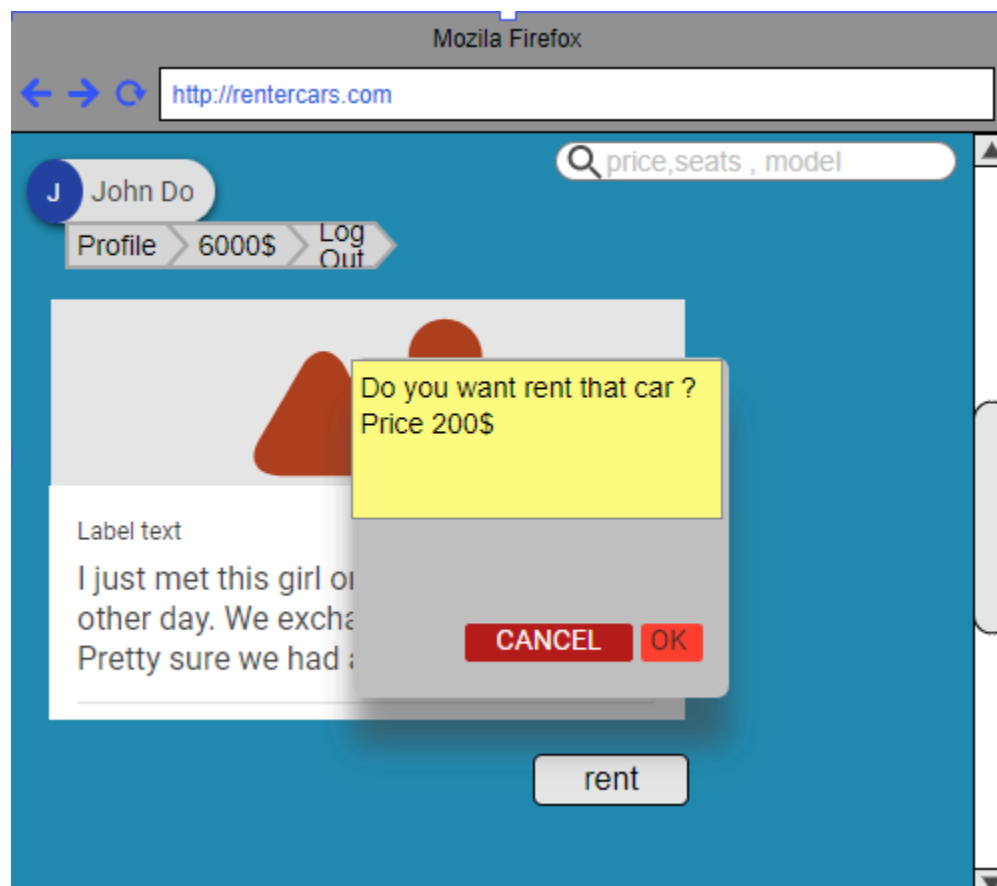 Mozila Firefox
http://rentercars.com
price,seats , model
J
John Do
Profile
6000$
Log
Out
Do you want rent that car ?
Price 200$
Label text
I just met this girl
other day. We
Pretty sure we had
CANCEL
OK
rent